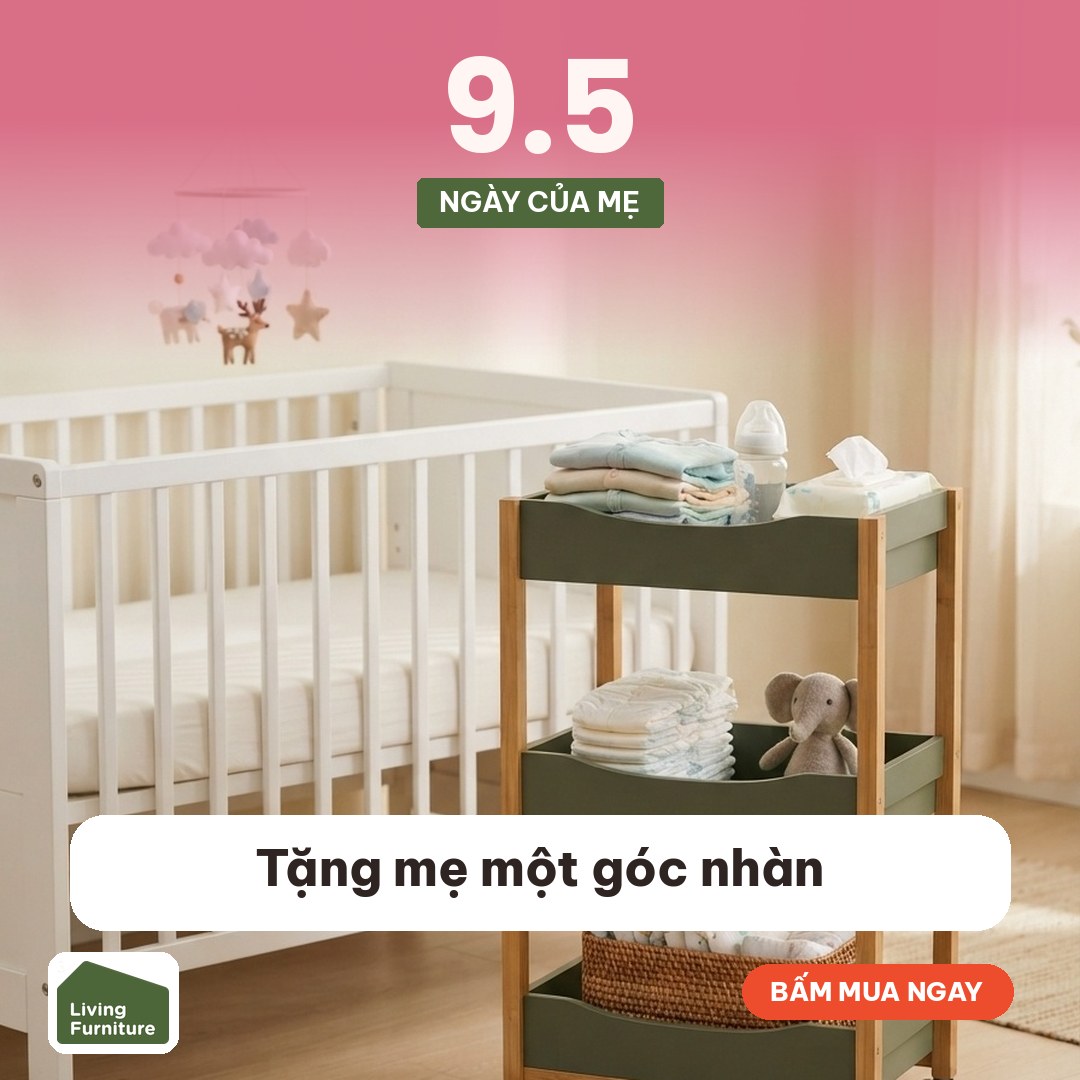 9.5
NGÀY CỦA MẸ
Tặng mẹ một góc nhàn
Living
Furniture
BẤM MUA NGAY